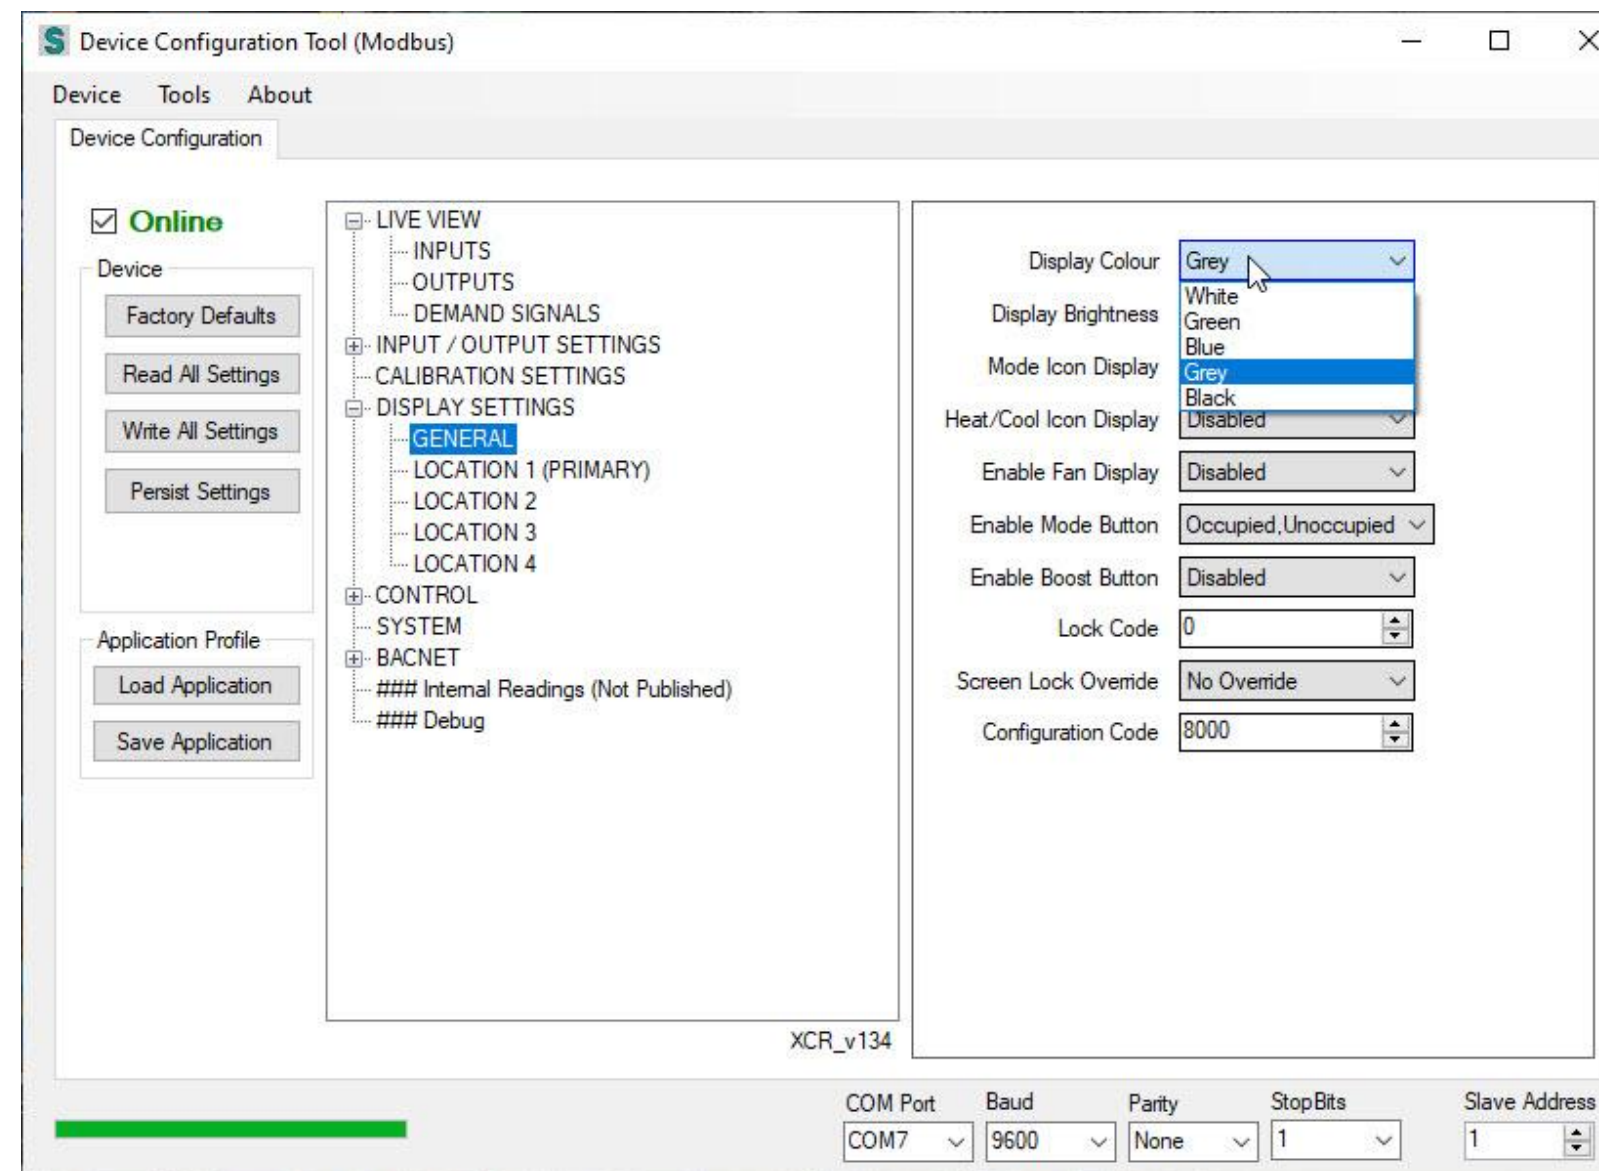 S Device Configuration Tool (Modbus)
Device Tools About
Device Configuration
Online
Device
Factory Defaults
Read All Settings
Write All Settings
Persist Settings
Application Profile
Load Application
Save Application
LIVE VIEW
INPUTS
OUTPUTS
DEMAND SIGNALS
INPUT / OUTPUT SETTINGS
CALIBRATION SETTINGS
DISPLAY SETTINGS
GENERAL
LOCATION 1 (PRIMARY)
LOCATION 2
LOCATION 3
LOCATION 4
CONTROL
SYSTEM
BACNET
### Internal Readings (Not Published)
### Debug
XCR_v134
Display Colour Grey
White
Green
Blue
Grey
Black
Display Brightness
Mode Icon Display
Heat/Cool Icon Display Disabled
Enable Fan Display Disabled
Enable Mode Button Occupied,Unoccupied
Enable Boost Button Disabled
Lock Code 0
Screen Lock Override No Override
Configuration Code 8000
COM Port Baud Parity StopBits Slave Address
COM7 9600 None 1 1